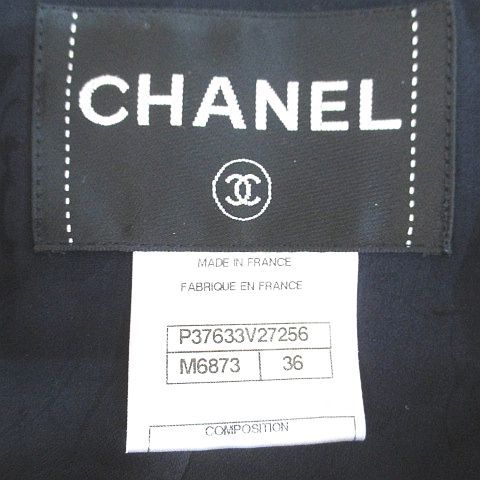 CHANEL
MADE IN FRANCE
FABRIQUE EN FRANCE
P37633V27256
M6873 36
COMPOSITION